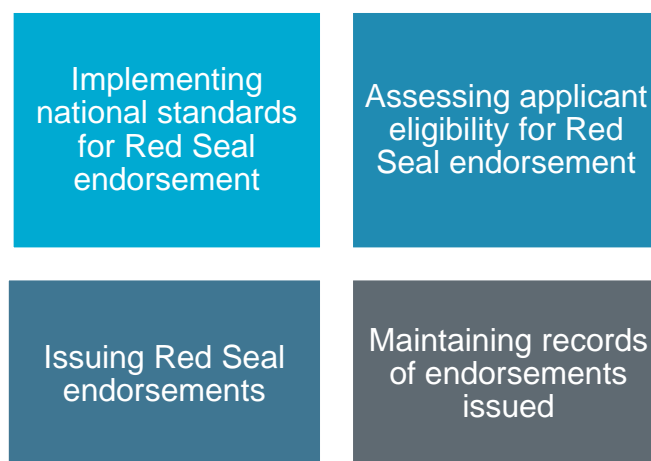 Implementing
national standards
for Red Seal
endorsement
Assessing applicant
eligibility for Red
Seal endorsement
Issuing Red Seal
endorsements
Maintaining records
of endorsements
issued